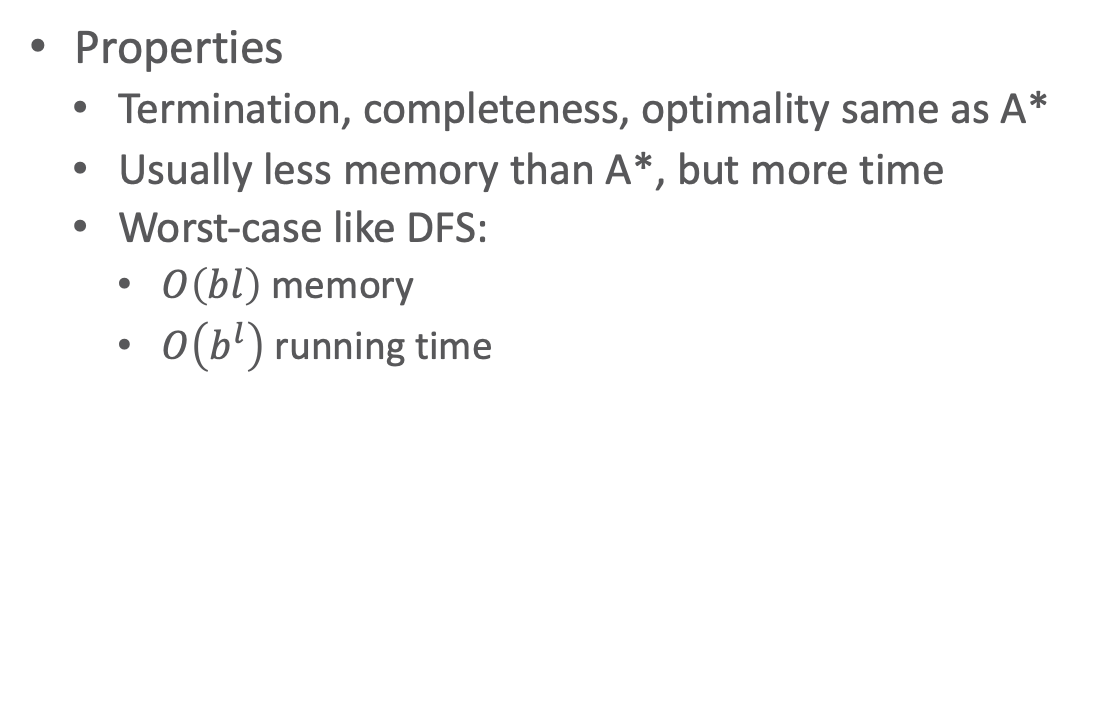 • Properties
• Termination, completeness, optimality same as A*
• Usually less memory than A*, but more time
• Worst-case like DFS:
• 𝑂(𝑏𝑙) memory
• 𝑂(𝑏^𝑙) running time